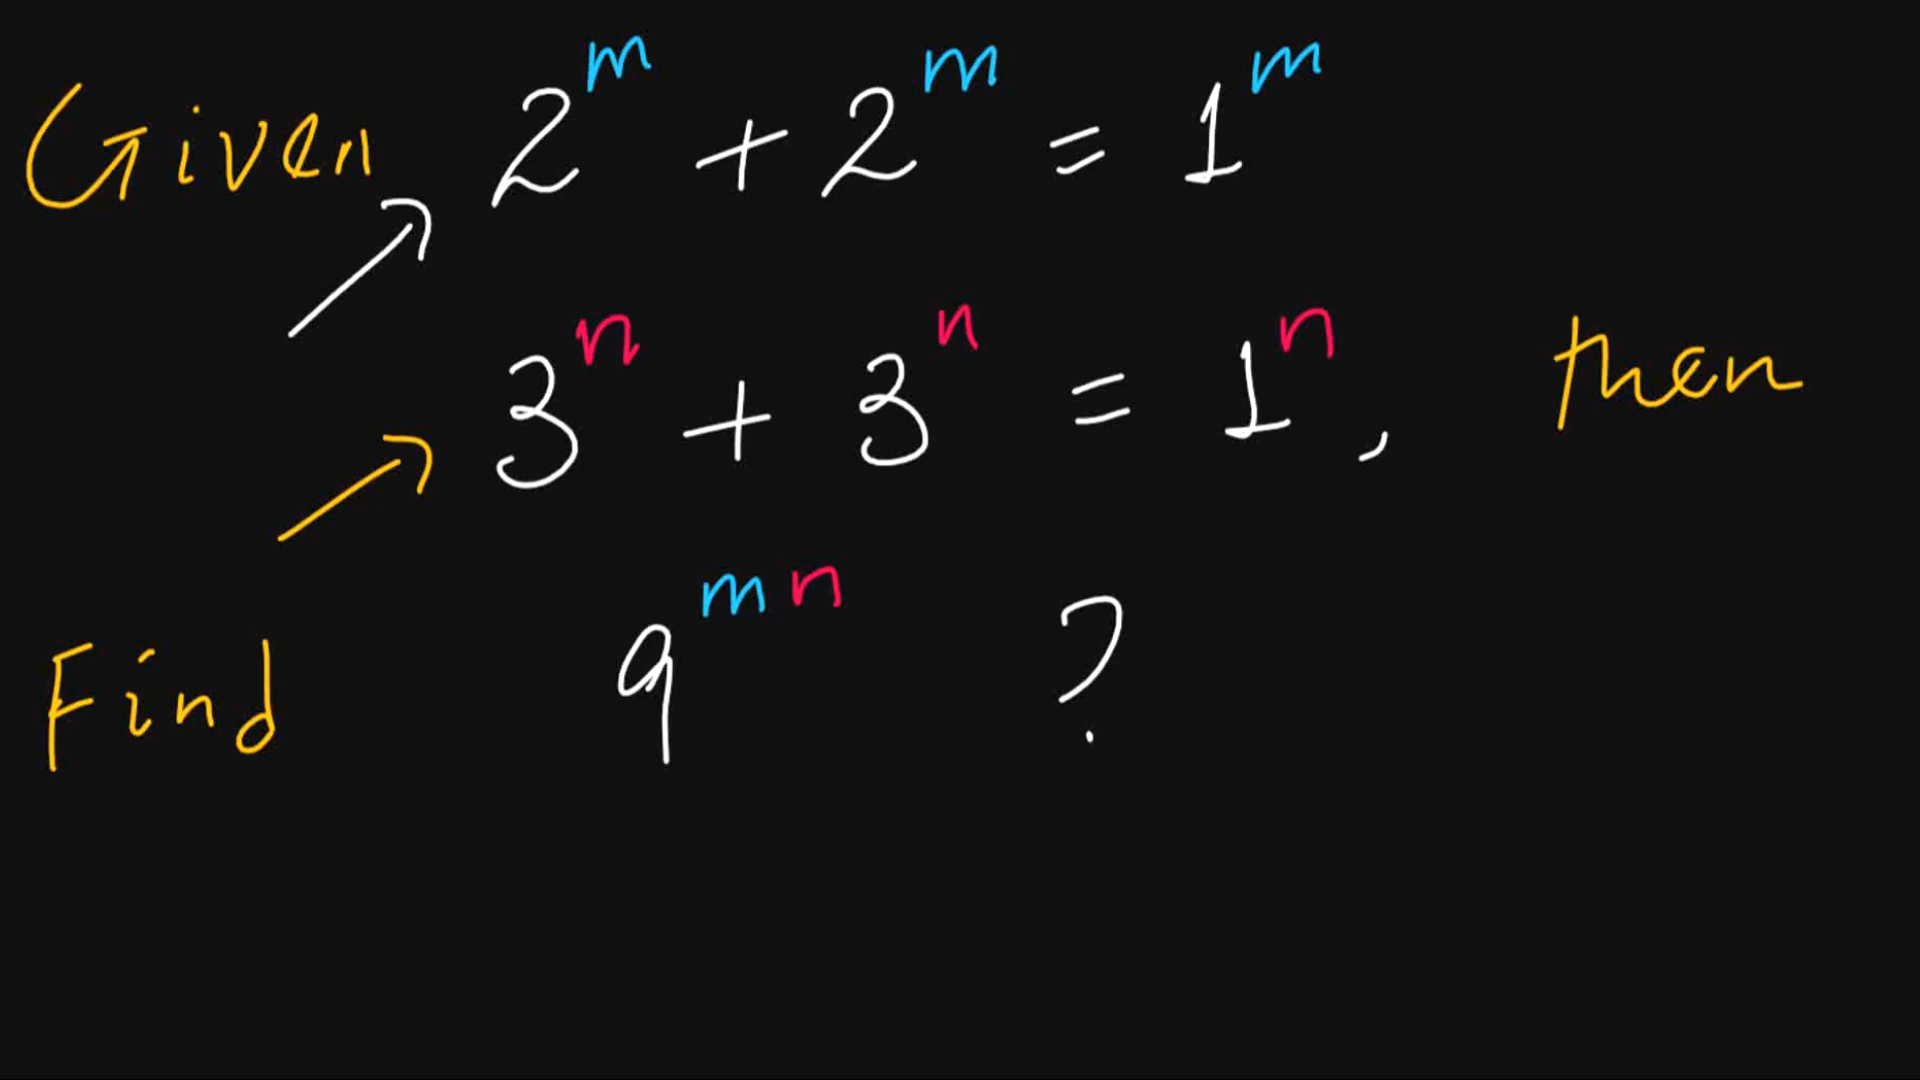 Given 2^m + 2^m = 1^m
3^n + 3^n = 1^n, then
Find 9^mn ?